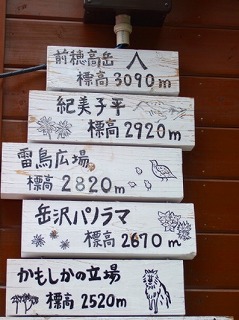 前穂高岳
標高3090m
紀美子平
標高2920m
雷鳥広場
標高2820m
岳沢パノラマ
標高2670m
かもしかの立場
標高2520m